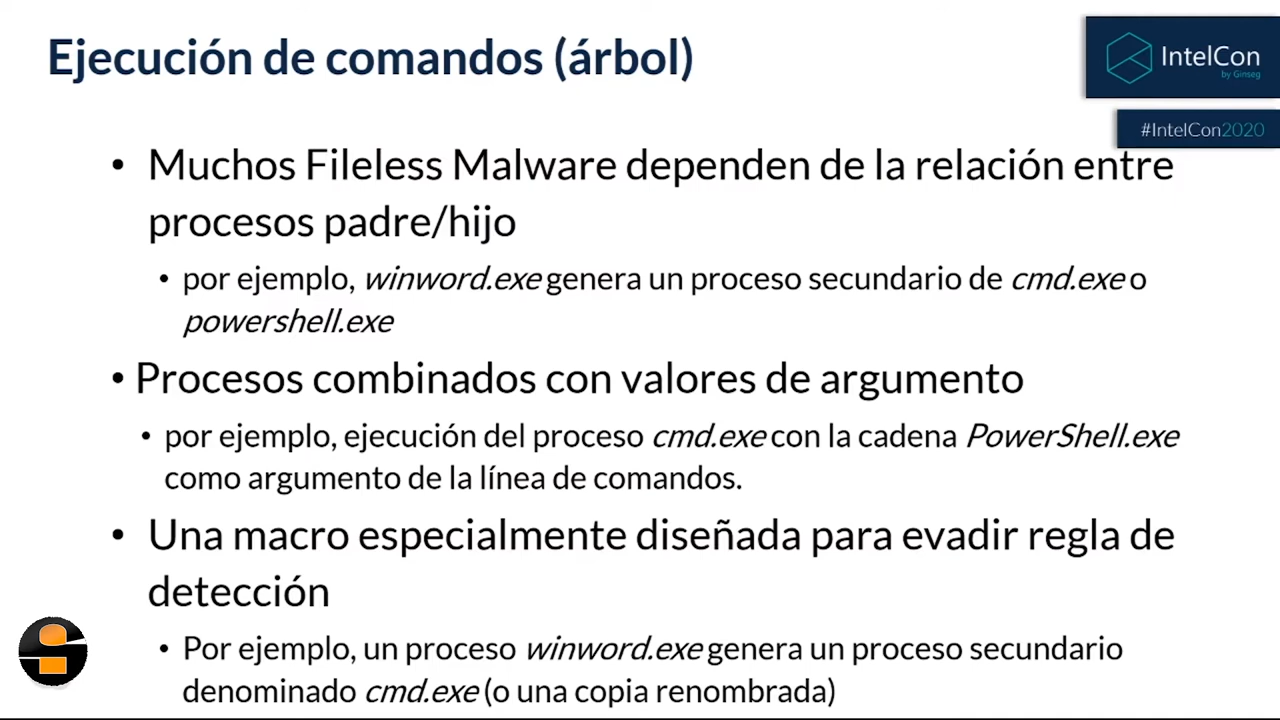 Ejecución de comandos (árbol)
IntelCon
by Ginseg
#IntelCon2020
• Muchos Fileless Malware dependen de la relación entre
procesos padre/hijo
• por ejemplo, winword.exe genera un proceso secundario de cmd.exe o
powershell.exe
• Procesos combinados con valores de argumento
• por ejemplo, ejecución del proceso cmd.exe con la cadena PowerShell.exe
como argumento de la línea de comandos.
• Una macro especialmente diseñada para evadir regla de
detección
• Por ejemplo, un proceso winword.exe genera un proceso secundario
denominado cmd.exe (o una copia renombrada)